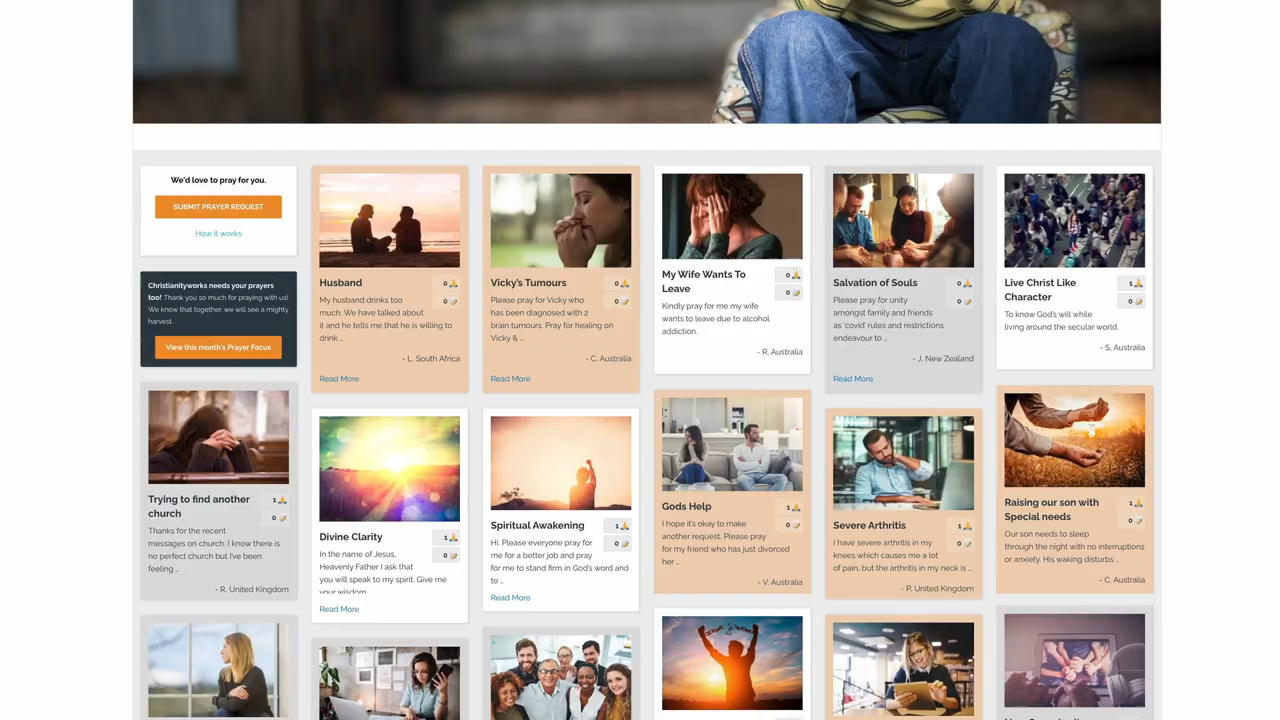 We'd love to pray for you.
SUBMIT PRAYER REQUEST
How it works
Christianityworks needs your prayers
too! Thank you so much for praying with us!
We know that together, we will see a mighty
harvest.
View this month's Prayer Focus
Trying to find another
church
1
0
Thanks for the recent
messages on church. I know there is
no perfect church but I've been
feeling ...
- R, United Kingdom
Husband
0
0
My husband drinks too
much. We have talked about
it and he tells me that he is willing to
drink ...
- L, South Africa
Read More
Divine Clarity
1
0
In the name of Jesus,
Heavenly Father I ask that
you will speak to my spirit. Give me
your wisdom
Read More
Vicky's Tumours
0
0
Please pray for Vicky who
has been diagnosed with 2
brain tumours. Pray for healing on
Vicky & ...
- C, Australia
Read More
Spiritual Awakening
1
0
Hi. Please everyone pray for
me for a better job and pray
for me to stand firm in God's word and
to ...
Read More
My Wife Wants To
Leave
0
0
Kindly pray for me my wife
wants to leave due to alcohol
addiction.
- R, Australia
Gods Help
1
0
I hope it's okay to make
another request. Please pray
for my friend who has just divorced
her ...
- V, Australia
Salvation of Souls
0
0
Please pray for unity
amongst family and friends
as 'covid' rules and restrictions
endeavour to ...
- J, New Zealand
Read More
Severe Arthritis
1
0
I have severe arthritis in my
knees which causes me a lot
of pain, but the arthritis in my neck is ...
- P, United Kingdom
Live Christ Like
Character
1
0
To know God's will while
living around the secular world.
- S, Australia
Raising our son with
Special needs
1
0
Our son needs to sleep
through the night with no interruptions
or anxiety. His waking disturbs ...
- C, Australia